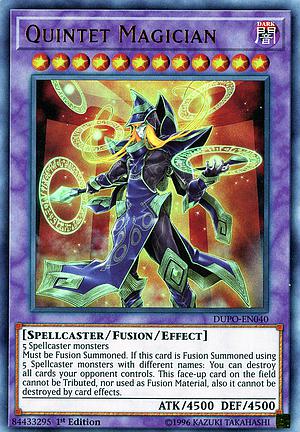 QUINTET MAGICIAN
DARK
闇
DUPO-EN040
[SPELLCASTER/FUSION/EFFECT]
5 Spellcaster monsters
Must be Fusion Summoned. If this card is Fusion Summoned using
5 Spellcaster monsters with different names: You can destroy
all cards your opponent controls. This face-up card on the field
cannot be Tributed, nor used as Fusion Material, also it cannot be
destroyed by card effects.
ATK/4500 DEF/4500
84433295 1st Edition ©1996 KAZUKI TAKAHASHI